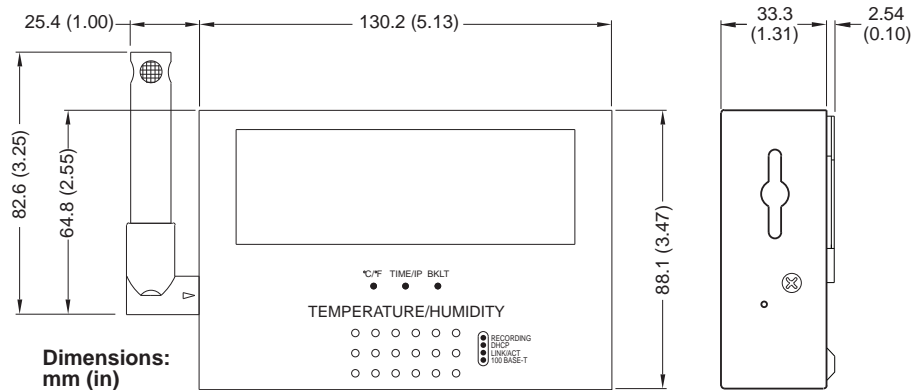 25.4 (1.00)
130.2 (5.13)
33.3
(1.31)
2.54
(0.10)
82.6 (3.25)
64.8 (2.55)
88.1 (3.47)
°C/°F TIME/IP BKLT
TEMPERATURE/HUMIDITY
RECORDING
DHCP
LINK/ACT
100 BASE-T
Dimensions:
mm (in)